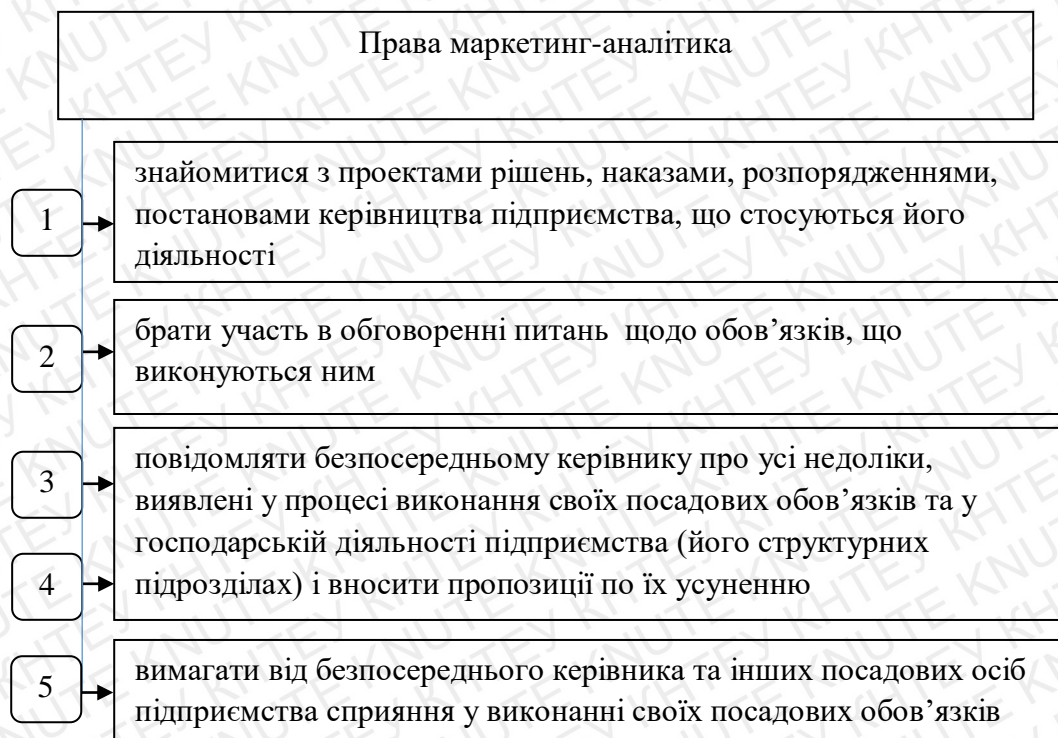 Права маркетинг-аналітика
1
знайомитися з проектами рішень, наказами, розпорядженнями,
постановами керівництва підприємства, що стосуються його
діяльності
2
брати участь в обговоренні питань щодо обов’язків, що
виконуються ним
3
повідомляти безпосередньому керівнику про усі недоліки,
виявлені у процесі виконання своїх посадових обов’язків та у
господарській діяльності підприємства (його структурних
4
підрозділах) і вносити пропозиції по їх усуненню
5
вимагати від безпосереднього керівника та інших посадових осіб
підприємства сприяння у виконанні своїх посадових обов’язків